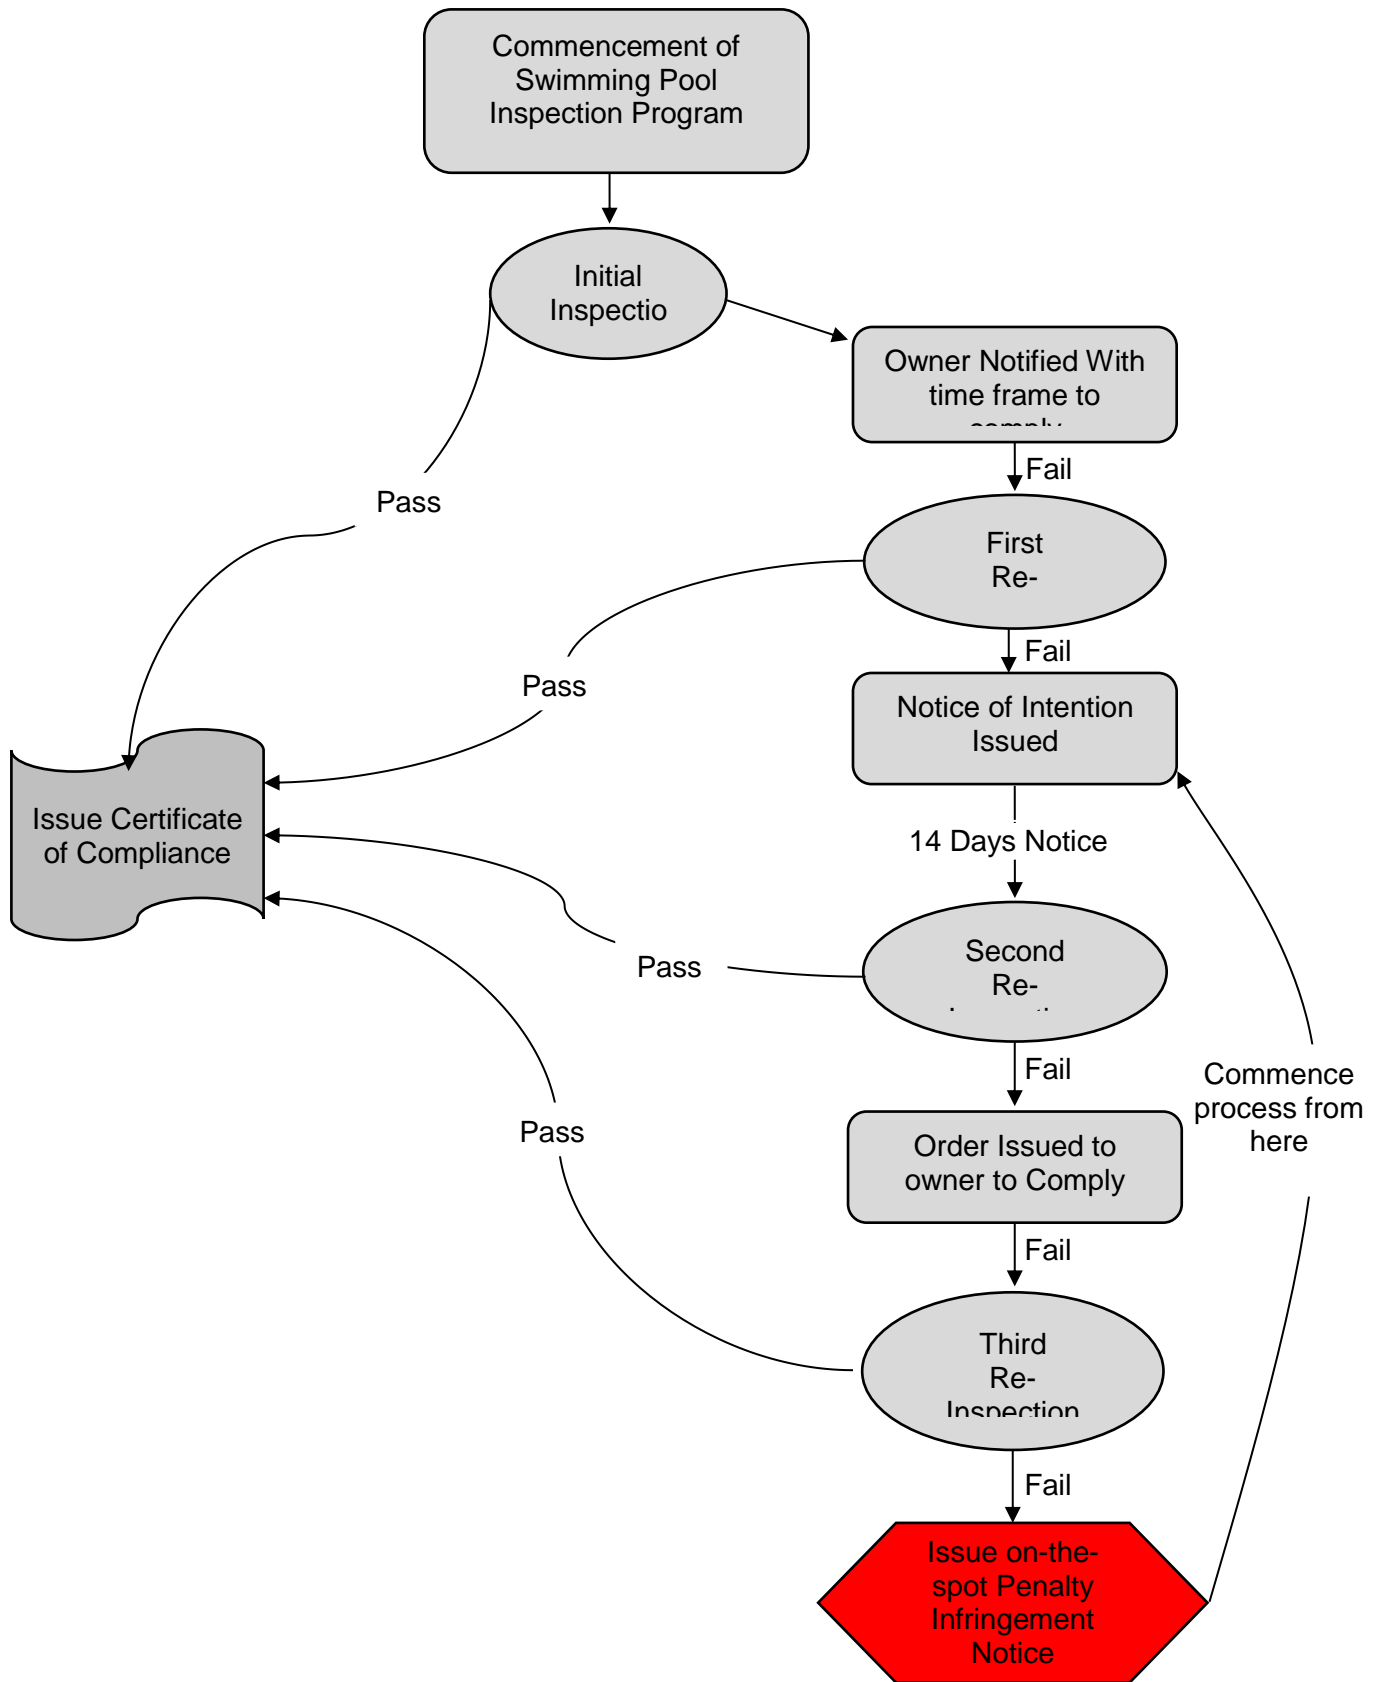 Commencement of
Swimming Pool
Inspection Program
Initial
Inspectio
Owner Notified With
time frame to
comply
Fail
Pass
First
Re-
Fail
Pass
Notice of Intention
Issued
Issue Certificate
of Compliance
14 Days Notice
Second
Re-
Pass
Fail
Commence
process from
here
Pass
Order Issued to
owner to Comply
Fail
Third
Re-
Inspection
Fail
Issue on-the-
spot Penalty
Infringement
Notice